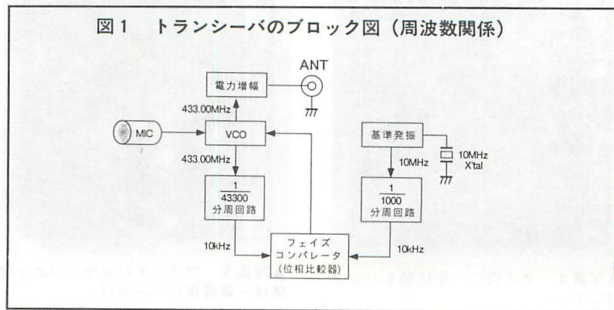 図1 トランシーバのブロック図(周波数関係)
ANT
電力増幅
433.00MHz
MIC
VCO
基準発振
433.00MHz
10MHz
10MHz
X'tal
1
43300
分周回路
1
1000
分周回路
10kHz
フェイズ
コンパレータ
(位相比較器)
10kHz